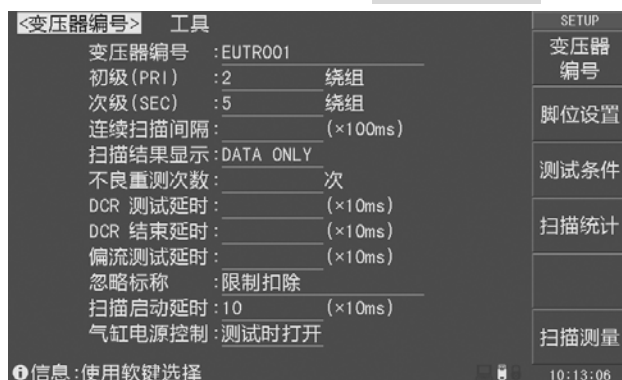 <变压器编号> 工具
变压器编号 :EUTR001
初级(PRI) :2 绕组
次级(SEC) :5 绕组
连续扫描间隔: (×100ms)
扫描结果显示:DATA ONLY
不良重测次数: 次
DCR 测试延时: (×10ms)
DCR 结束延时: (×10ms)
偏流测试延时: (×10ms)
忽略标称 :限制扣除
扫描启动延时:10 (×10ms)
气缸电源控制:测试时打开
信息:使用软键选择
SETUP
变压器
编号
脚位设置
测试条件
扫描统计
扫描测量
10:13:06